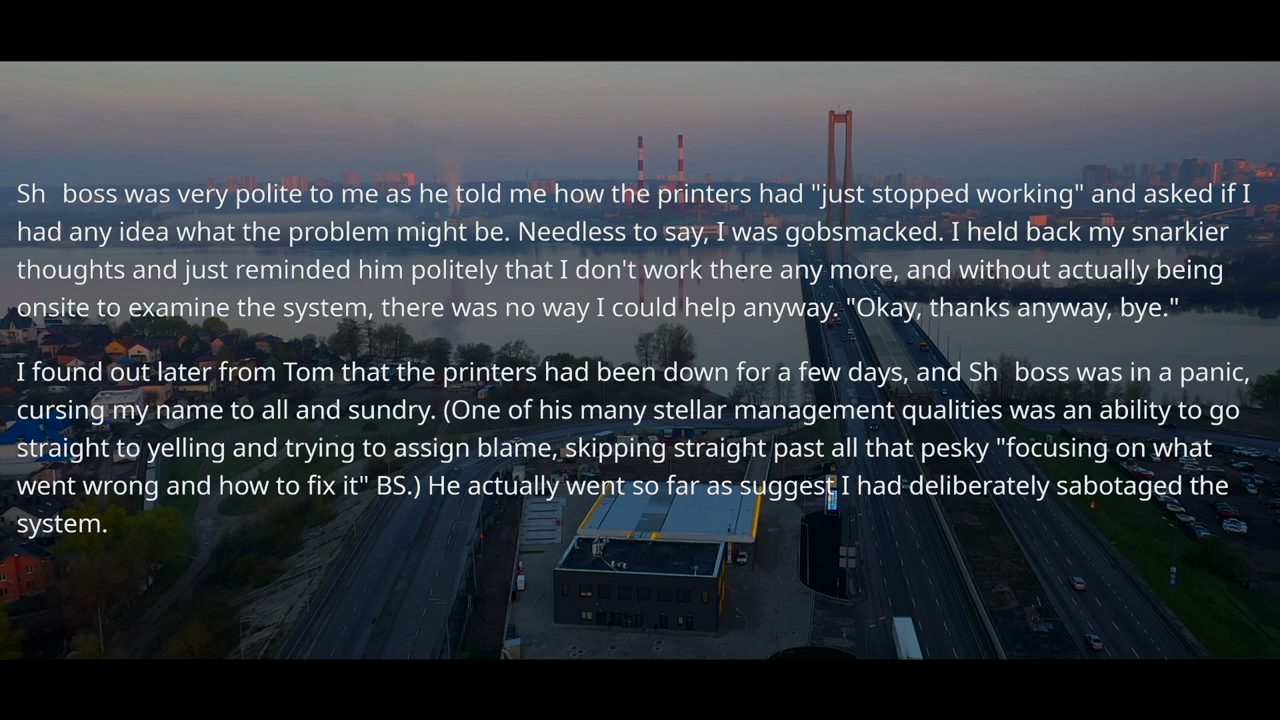 Sh boss was very polite to me as he told me how the printers had "just stopped working" and asked if I
had any idea what the problem might be. Needless to say, I was gobsmacked. I held back my snarkier
thoughts and just reminded him politely that I don't work there any more, and without actually being
onsite to examine the system, there was no way I could help anyway. "Okay, thanks anyway, bye."
I found out later from Tom that the printers had been down for a few days, and Sh boss was in a panic,
cursing my name to all and sundry. (One of his many stellar management qualities was an ability to go
straight to yelling and trying to assign blame, skipping straight past all that pesky "focusing on what
went wrong and how to fix it" BS.) He actually went so far as suggest I had deliberately sabotaged the
system.